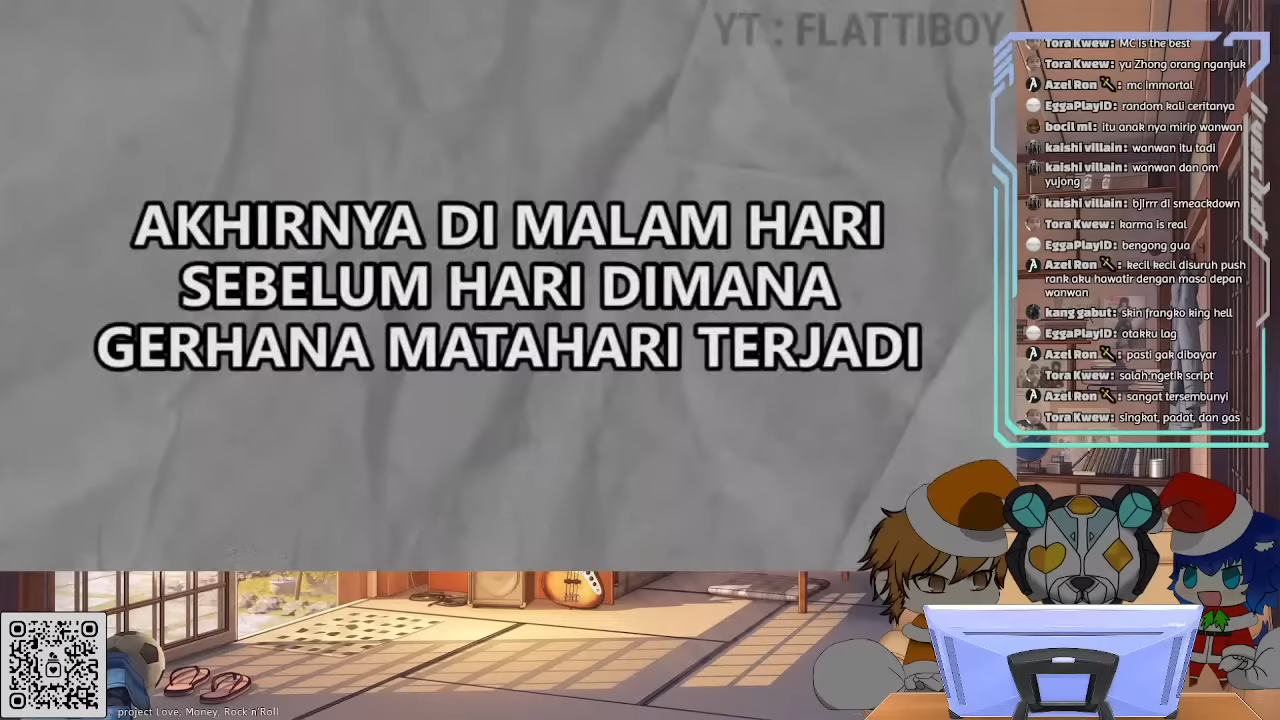 YT : FLATTIBOY
AKHIRNYA DI MALAM HARI
SEBELUM HARI DIMANA
GERHANA MATAHARI TERJADI
Tora Kwew: MC is the best
Tora Kwew: yu Zhong orang nganjuk
Azel Ron: mc immortal
EggaPlayID: random kali ceritanya
bocil ml: itu anak nya mirip wanwan
kaishi villain: wanwan itu tadi
kaishi villain: wanwan dan om
yujong
kaishi villain: bjirrr di smeackdown
Tora Kwew: karma is real
EggaPlayID: bengong gua
Azel Ron: kecil kecil disuruh push
rank aku hawatir dengan masa depan
wanwan
kang gabut: skin frangko king hell
EggaPlayID: otakku lag
Azel Ron: pasti gak dibayar
Tora Kwew: salah ngetik script
Azel Ron: sangat tersembunyi
Tora Kwew: singkat, padat, dan gas
project Love, Money, Rock'n'Roll